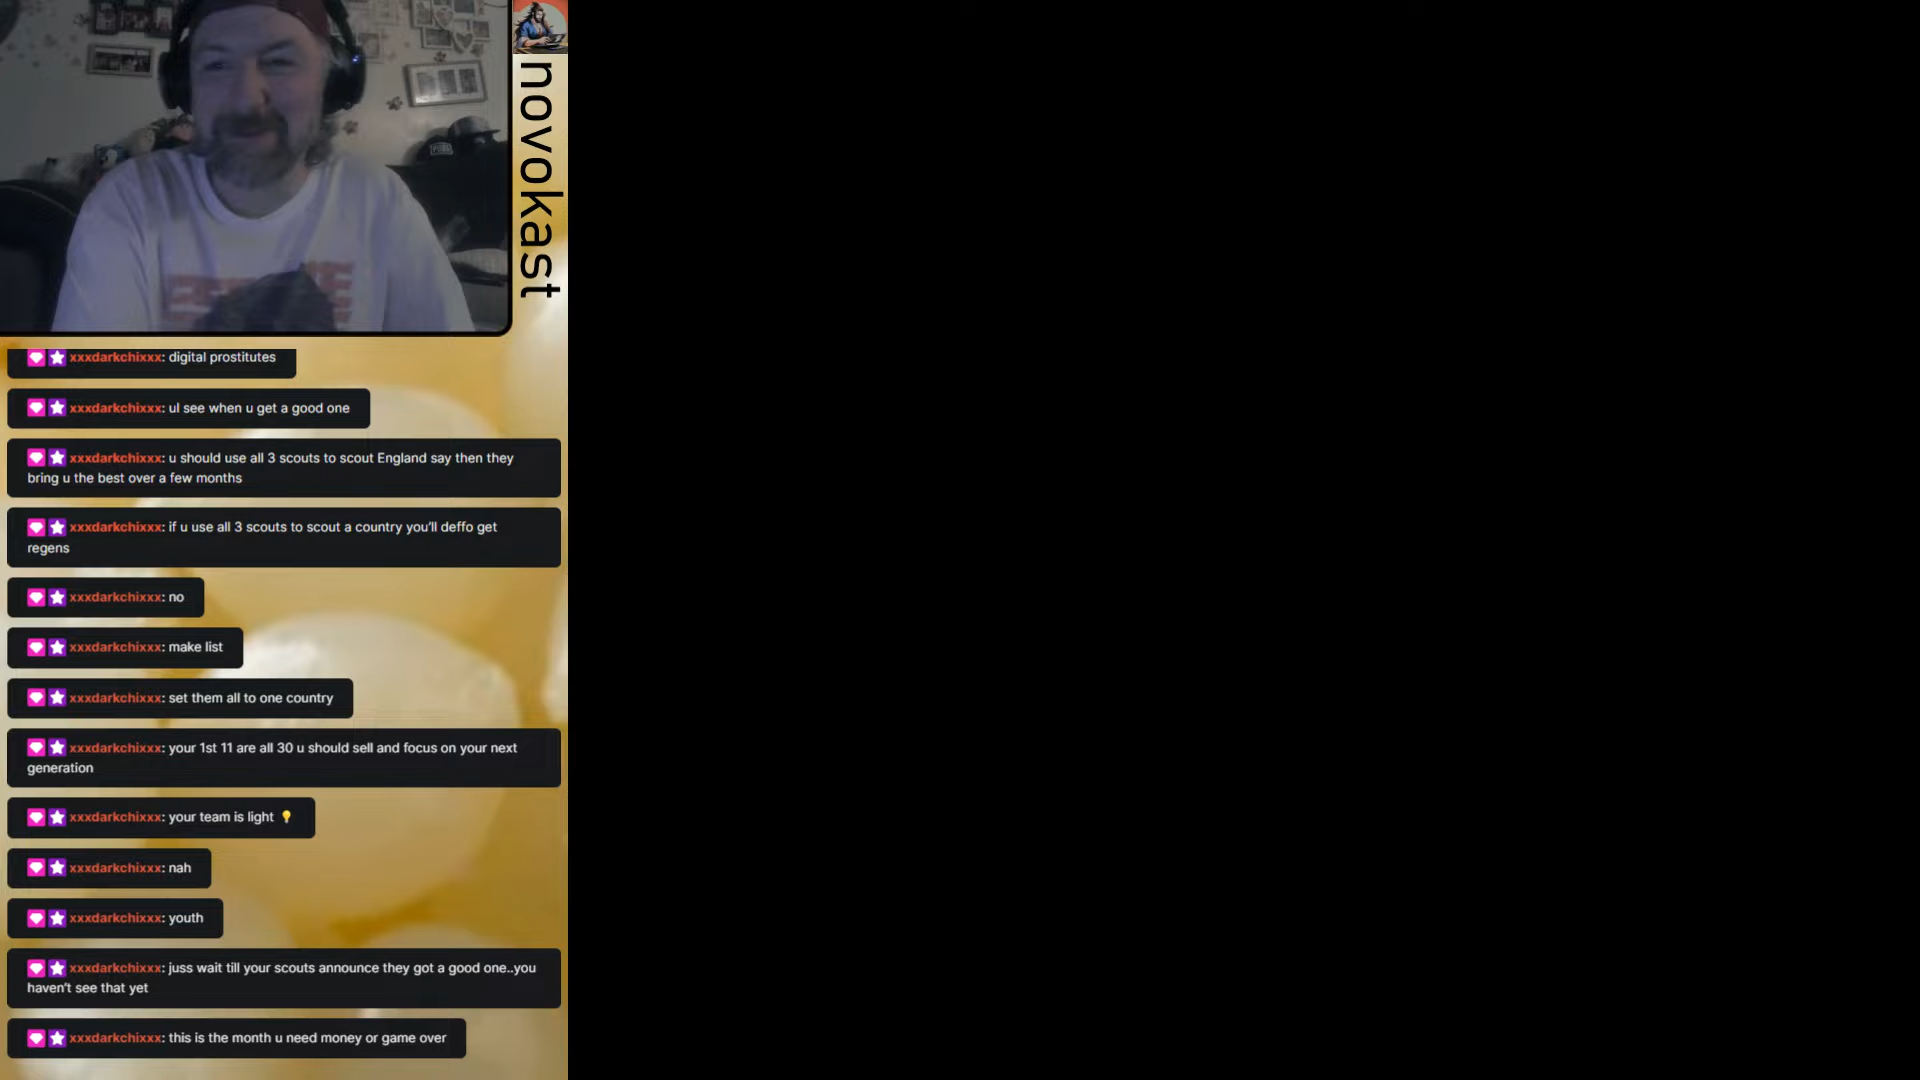 novokast
xxxdarkchixxx: digital prostitutes
xxxdarkchixxx: ul see when u get a good one
xxxdarkchixxx: u should use all 3 scouts to scout England say then they
bring u the best over a few months
xxxdarkchixxx: if u use all 3 scouts to scout a country you'll deffo get
regens
xxxdarkchixxx: no
xxxdarkchixxx: make list
xxxdarkchixxx: set them all to one country
xxxdarkchixxx: your 1st 11 are all 30 u should sell and focus on your next
generation
xxxdarkchixxx: your team is light 💡
xxxdarkchixxx: nah
xxxdarkchixxx: youth
xxxdarkchixxx: juss wait till your scouts announce they got a good one..you
haven't see that yet
xxxdarkchixxx: this is the month u need money or game over